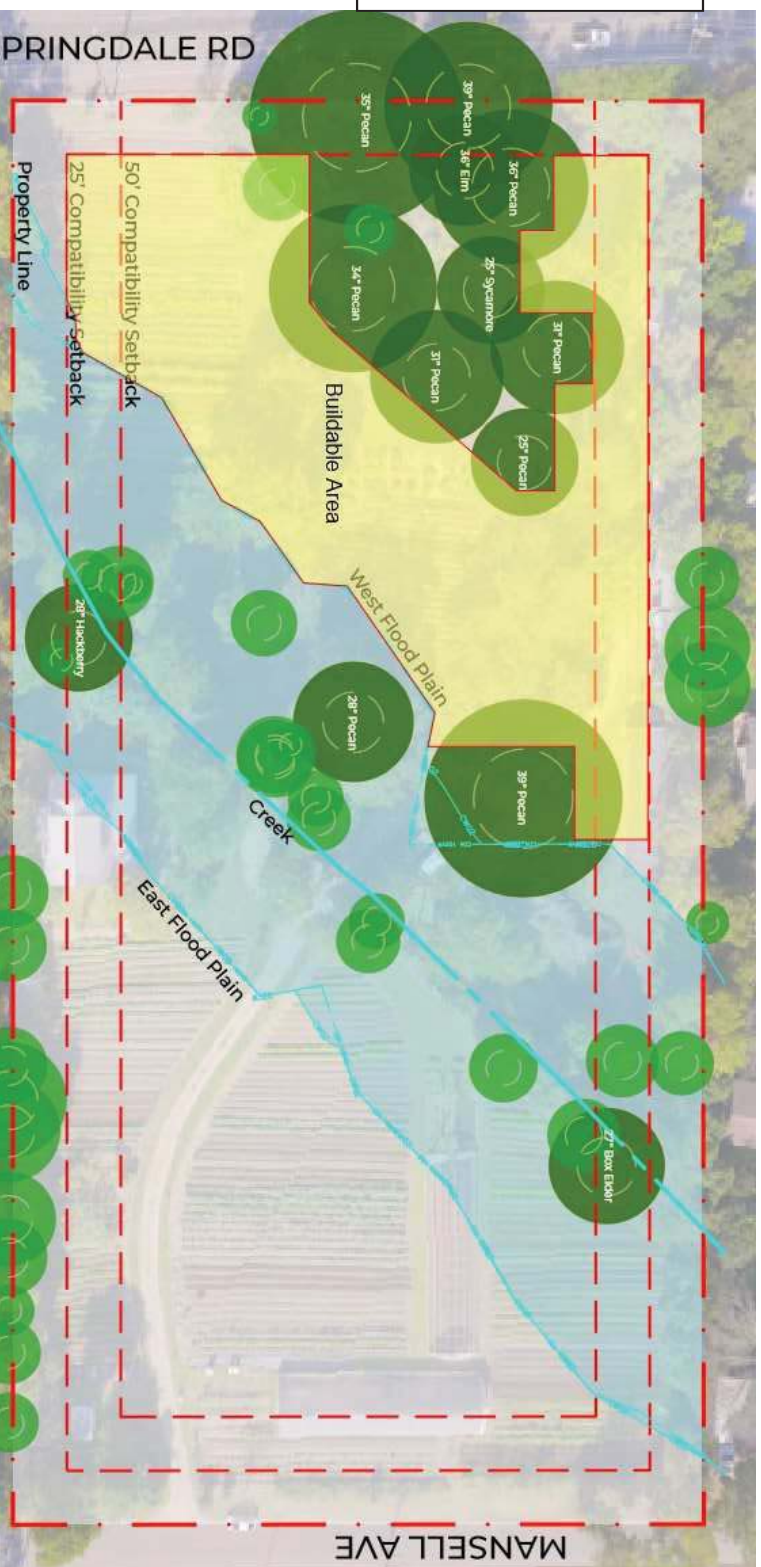 PRINGDALE RD
35" Pecan
39" Pecan
36" Elm
36" Pecan
Property Line
25' Compatibility Setback
50' Compatibility Setback
34" Pecan
25" Sycamore
31" Pecan
31" Pecan
25" Pecan
Buildable Area
West Flood Plain
28" Hackberry
28" Pecan
39" Pecan
Creek
East Flood Plain
27" Box Elder
MANSELL AVE